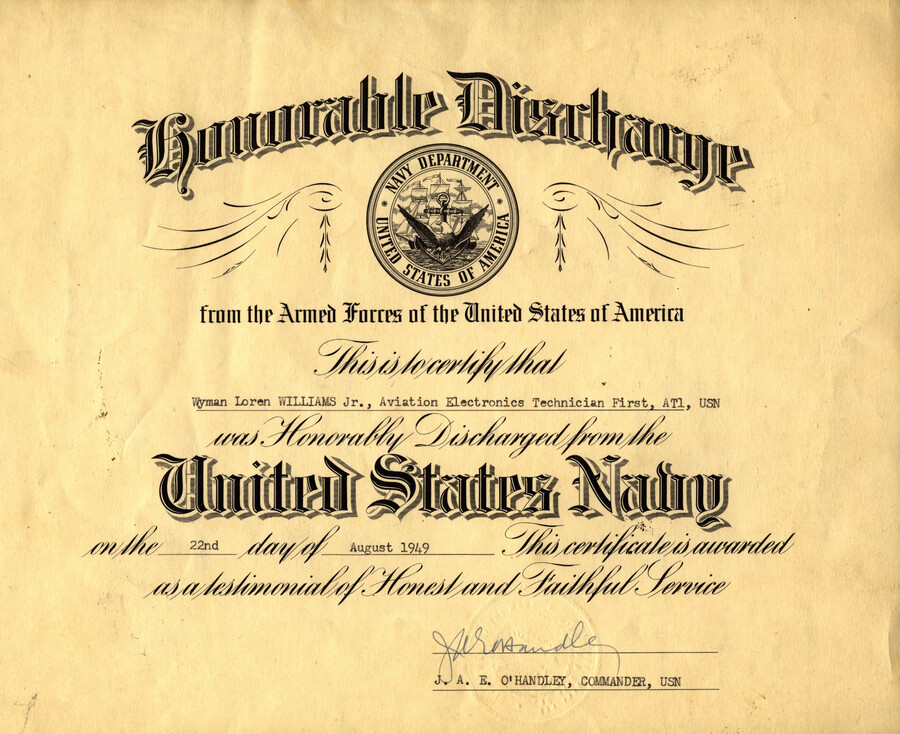 Honorable Discharge
NAVY DEPARTMENT
UNITED STATES OF AMERICA
from the Armed Forces of the United States of America
This is to certify that
Wyman Loren WILLIAMS Jr., Aviation Electronics Technician First, AT1, USN
was Honorably Discharged from the
United States Navy
on the 22nd day of August 1949 This certificate is awarded
as a testimonial of Honest and Faithful Service
J A E O'Handley
J. A. E. O'HANDLEY, COMMANDER, USN